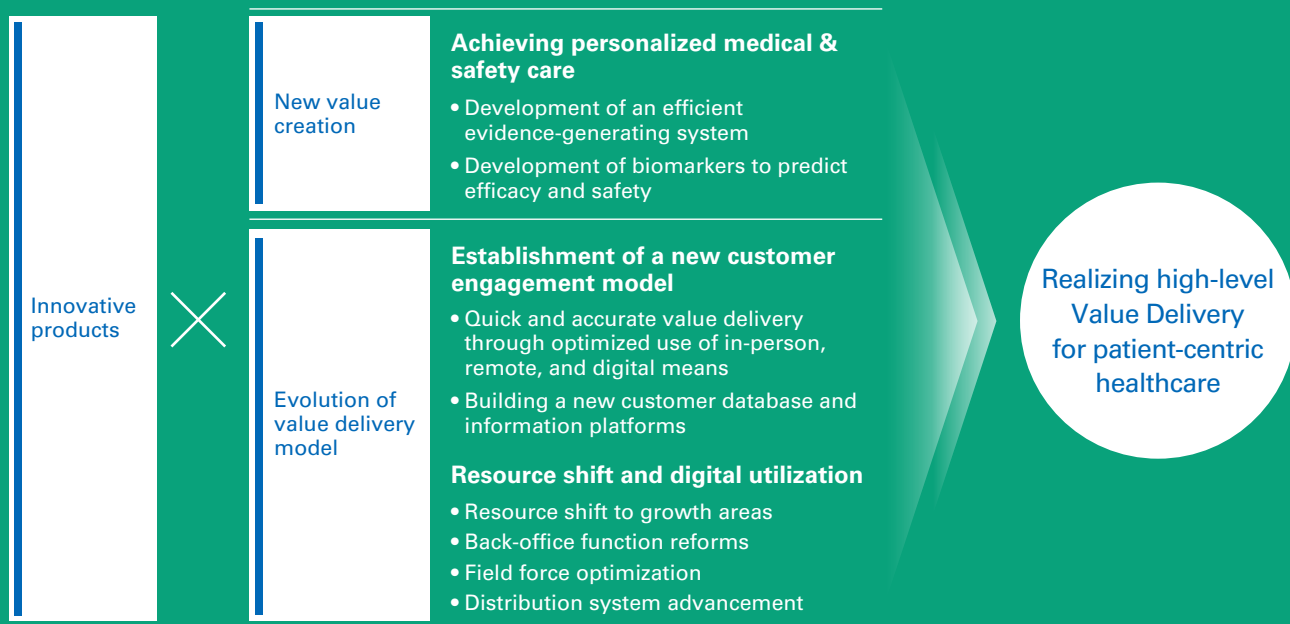 Innovative
products
New value
creation
Achieving personalized medical &
safety care
• Development of an efficient
evidence-generating system
• Development of biomarkers to predict
efficacy and safety
Evolution of
value delivery
model
Establishment of a new customer
engagement model
• Quick and accurate value delivery
through optimized use of in-person,
remote, and digital means
• Building a new customer database and
information platforms
Resource shift and digital utilization
• Resource shift to growth areas
• Back-office function reforms
• Field force optimization
• Distribution system advancement
Realizing high-level
Value Delivery
for patient-centric
healthcare